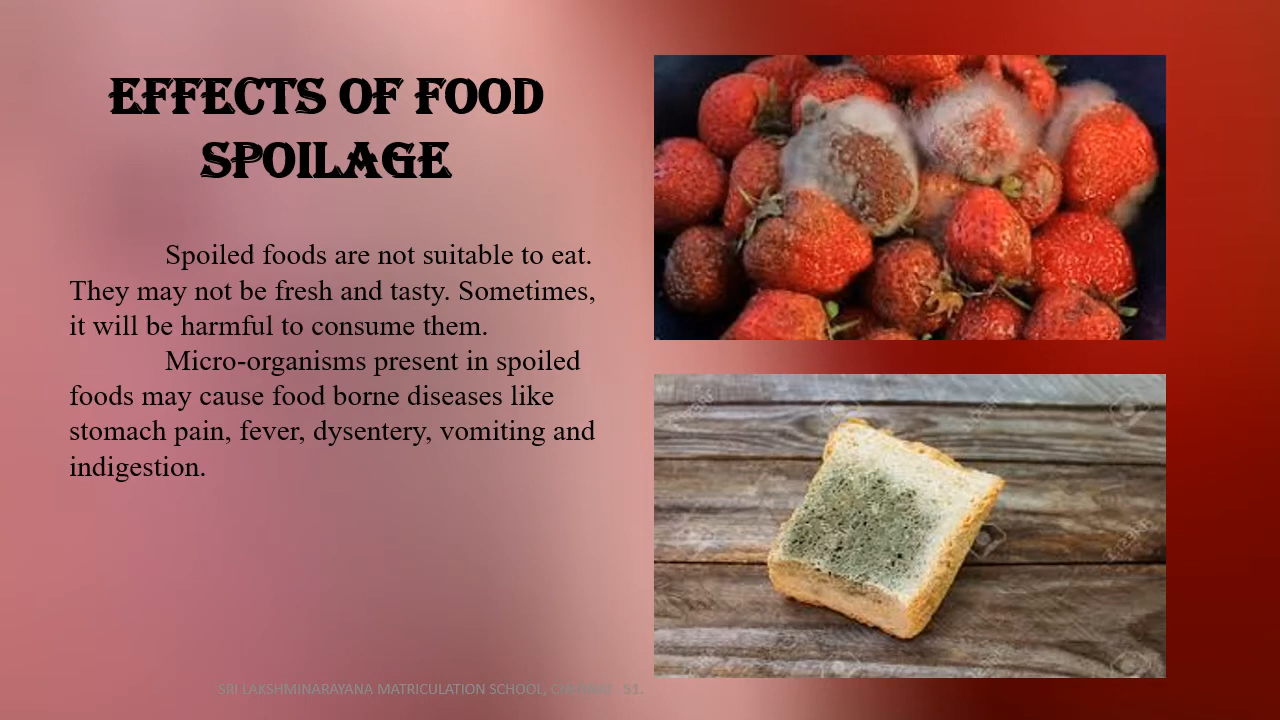 EFFECTS OF FOOD
SPOILAGE
Spoiled foods are not suitable to eat.
They may not be fresh and tasty. Sometimes,
it will be harmful to consume them.
Micro-organisms present in spoiled
foods may cause food borne diseases like
stomach pain, fever, dysentery, vomiting and
indigestion.
SRI LAKSHMINARAYANA MATRICULATION SCHOOL, CHENNAI - 51.